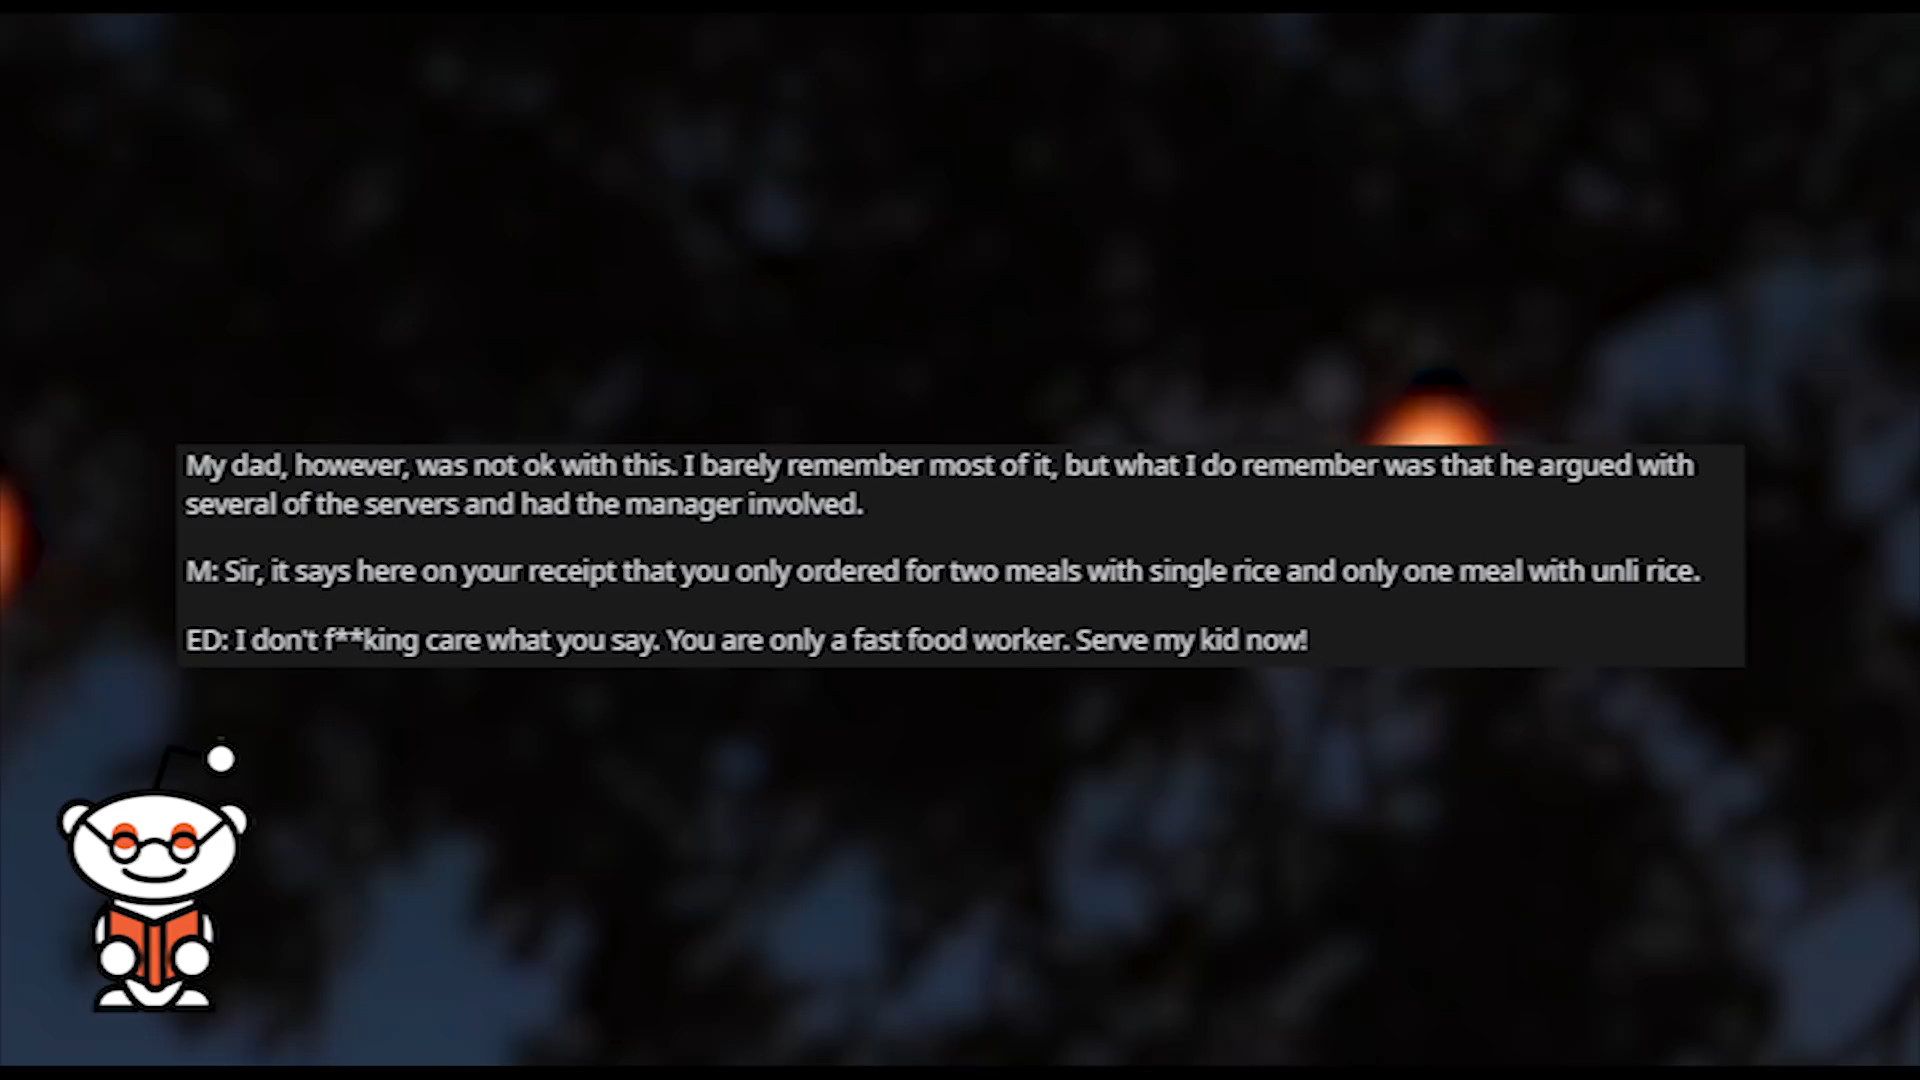 My dad, however, was not ok with this. I barely remember most of it, but what I do remember was that he argued with
several of the servers and had the manager involved.
M: Sir, it says here on your receipt that you only ordered for two meals with single rice and only one meal with unli rice.
ED: I don't f**king care what you say. You are only a fast food worker. Serve my kid now!